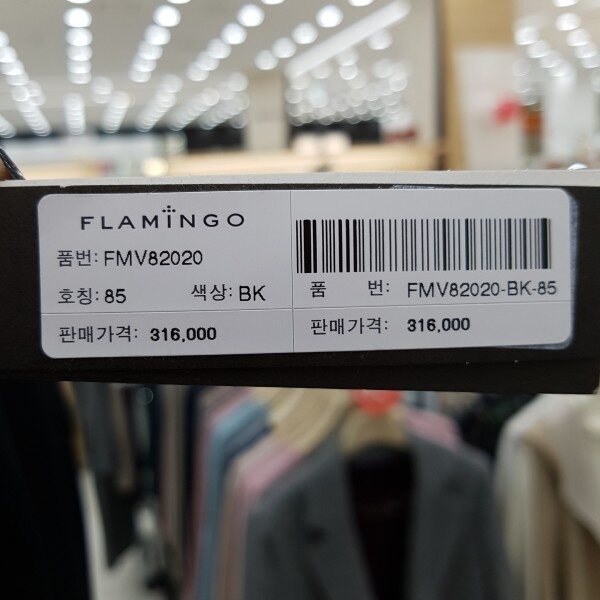 FLAMINGO
품번: FMV82020
호칭: 85 색상: BK
판매가격: 316,000
품 번: FMV82020-BK-85
판매가격: 316,000